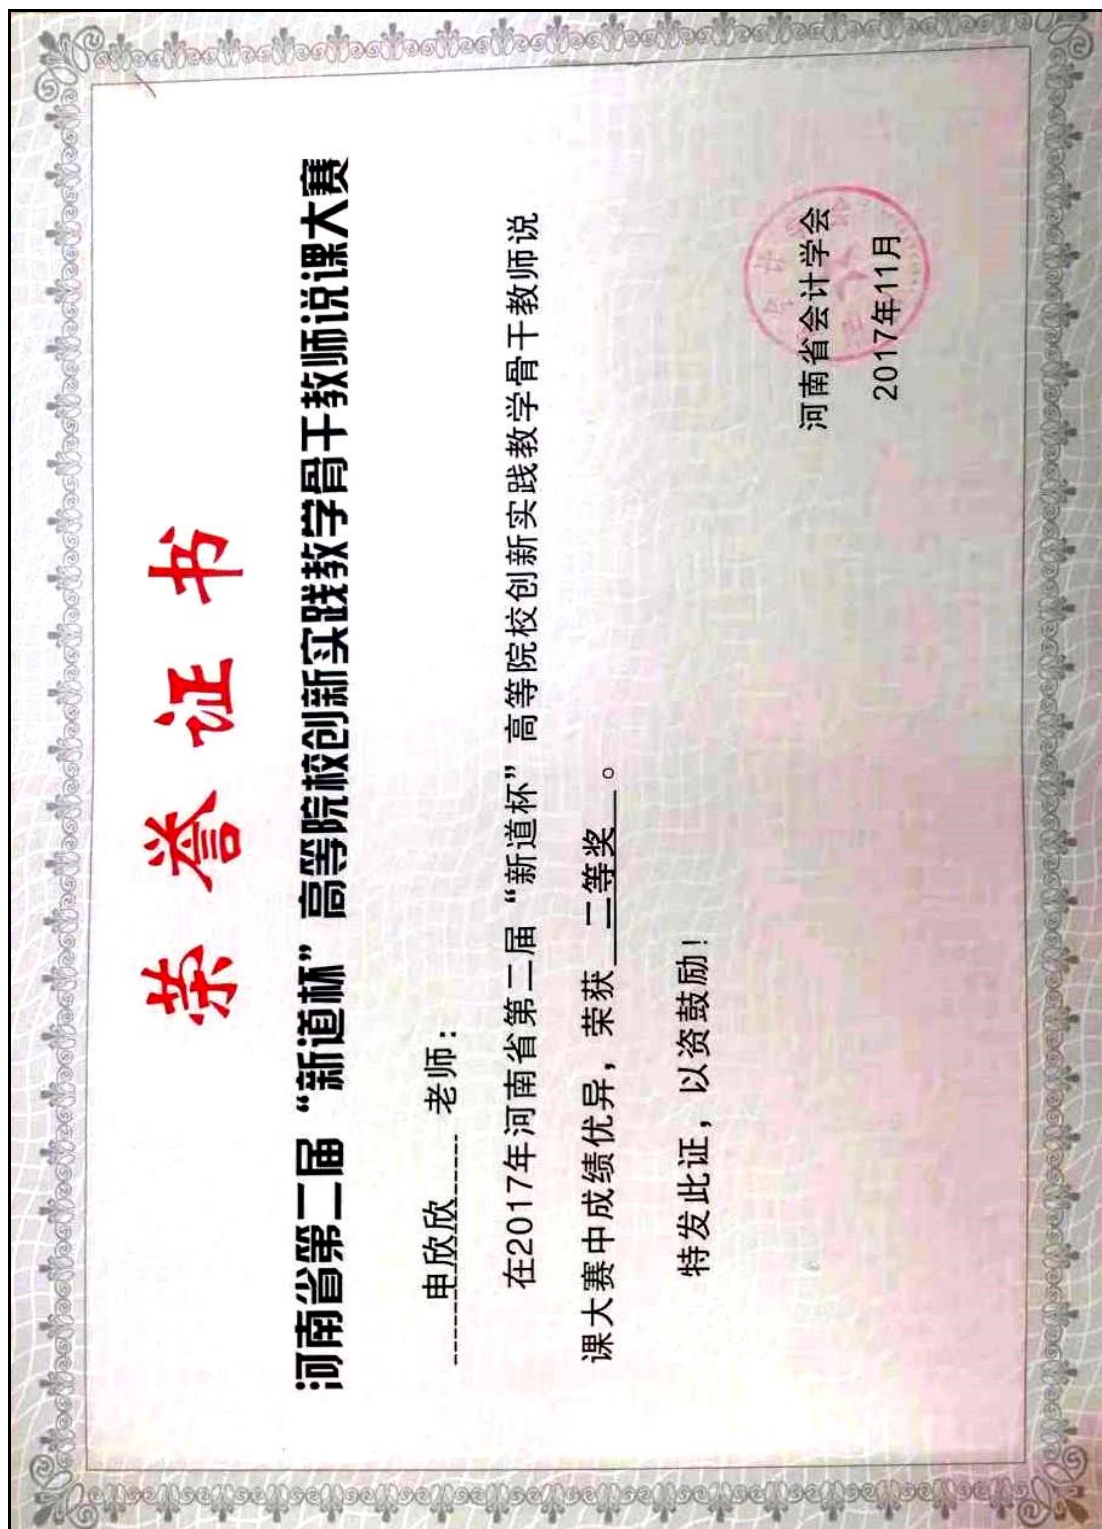 荣誉证书
河南省第二届“新道杯”高等院校创新实践教学骨干教师说课大赛
申欣欣 老师：
在2017年河南省第二届“新道杯”高等院校创新实践教学骨干教师说
课大赛中成绩优异，荣获 二等奖 。
特发此证，以资鼓励！
河南省会计学会
2017年11月